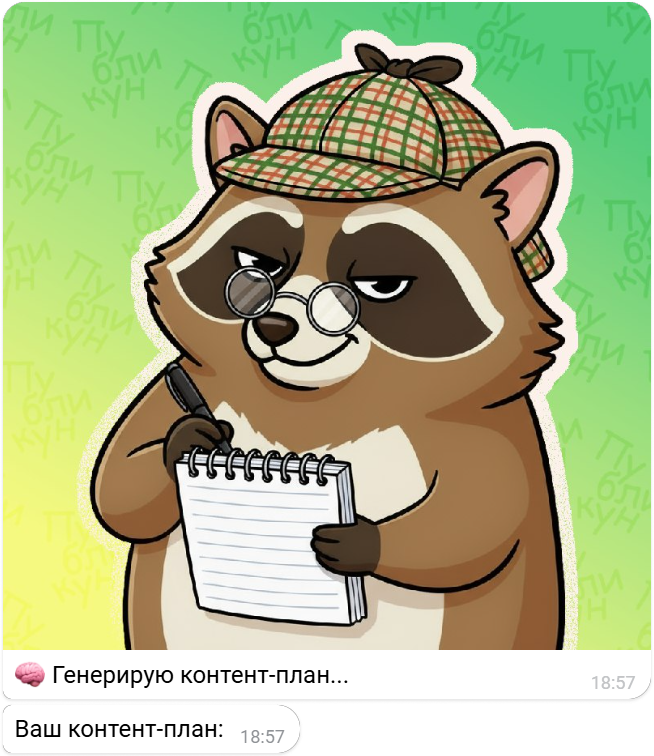 Пу
бли
кун
🧠 Генерирую контент-план...
18:57
Ваш контент-план:
18:57